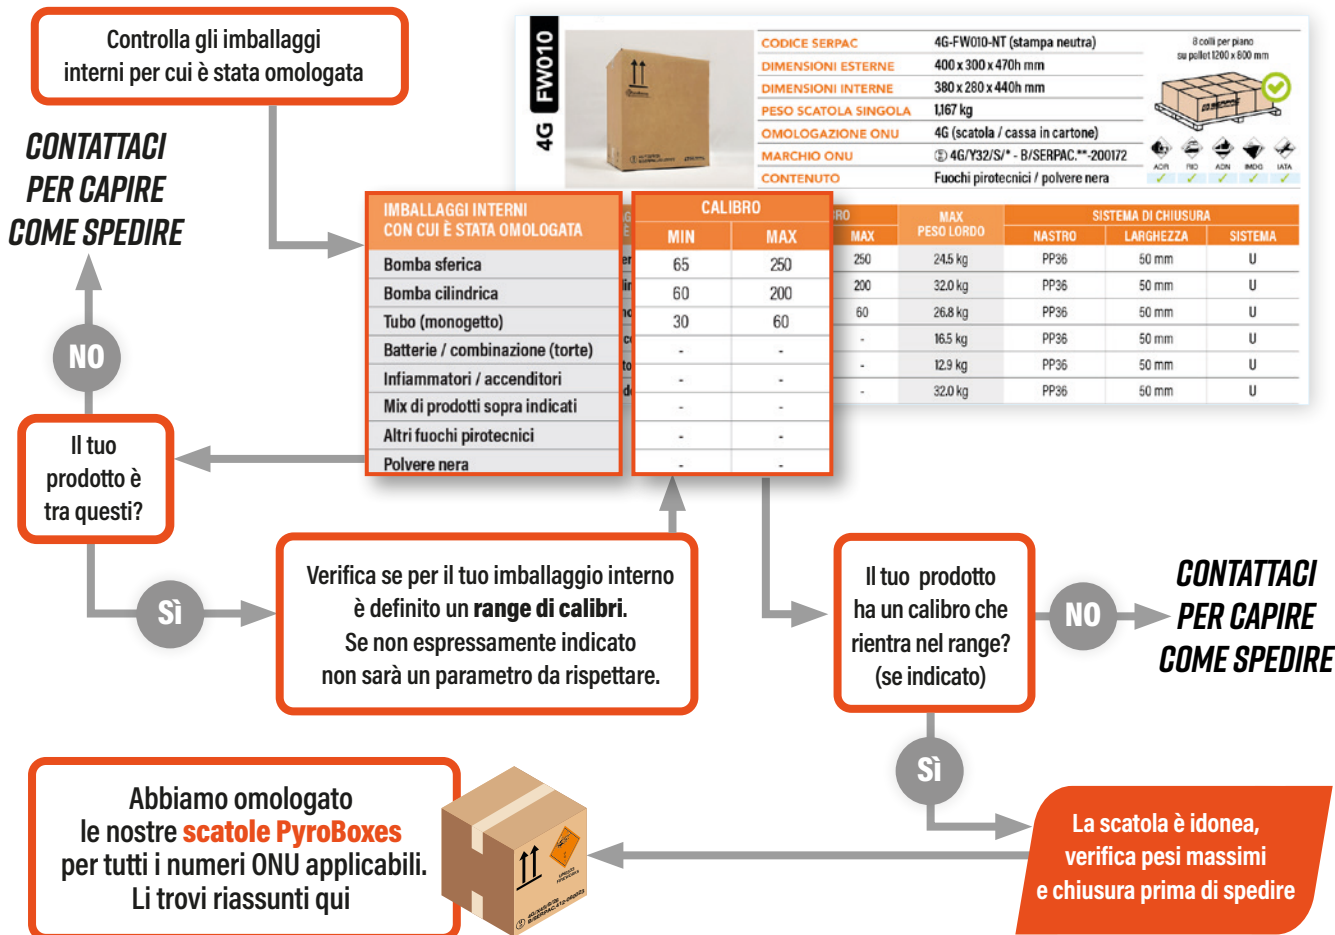 Controlla gli imballaggi
interni per cui è stata omologata
CONTATTACI
PER CAPIRE
COME SPEDIRE
NO
Il tuo
prodotto è
tra questi?
Sì
4G FW010
CODICE SERPAC 4G-FW010-NT (stampa neutra)
DIMENSIONI ESTERNE 400 x 300 x 470h mm
DIMENSIONI INTERNE 380 x 280 x 440h mm
PESO SCATOLA SINGOLA 1,167 kg
OMOLOGAZIONE ONU 4G (scatola / cassa in cartone)
MARCHIO ONU 4G/Y32/S/* - B/SERPAC.**-200172
CONTENUTO Fuochi pirotecnici / polvere nera
8 colli per piano
su pallet 1200 x 800 mm
SERPAC
ADR RID ADN IMDG IATA
IMBALLAGGI INTERNI
CON CUI È STATA OMOLOGATA
CALIBRO
MIN MAX
Bomba sferica 65 250
Bomba cilindrica 60 200
Tubo (monogetto) 30 60
Batterie / combinazione (torte) - -
Infiammatori / accenditori - -
Mix di prodotti sopra indicati - -
Altri fuochi pirotecnici - -
Polvere nera - -
RO MAX SISTEMA DI CHIUSURA
MAX PESO LORDO NASTRO LARGHEZZA SISTEMA
250 24.5 kg PP36 50 mm U
200 32.0 kg PP36 50 mm U
60 26.8 kg PP36 50 mm U
- 16.5 kg PP36 50 mm U
- 12.9 kg PP36 50 mm U
- 32.0 kg PP36 50 mm U
Verifica se per il tuo imballaggio interno
è definito un range di calibri.
Se non espressamente indicato
non sarà un parametro da rispettare.
Il tuo prodotto
ha un calibro che
rientra nel range?
(se indicato)
NO
CONTATTACI
PER CAPIRE
COME SPEDIRE
Sì
La scatola è idonea,
verifica pesi massimi
e chiusura prima di spedire
Abbiamo omologato
le nostre scatole PyroBoxes
per tutti i numeri ONU applicabili.
Li trovi riassunti qui